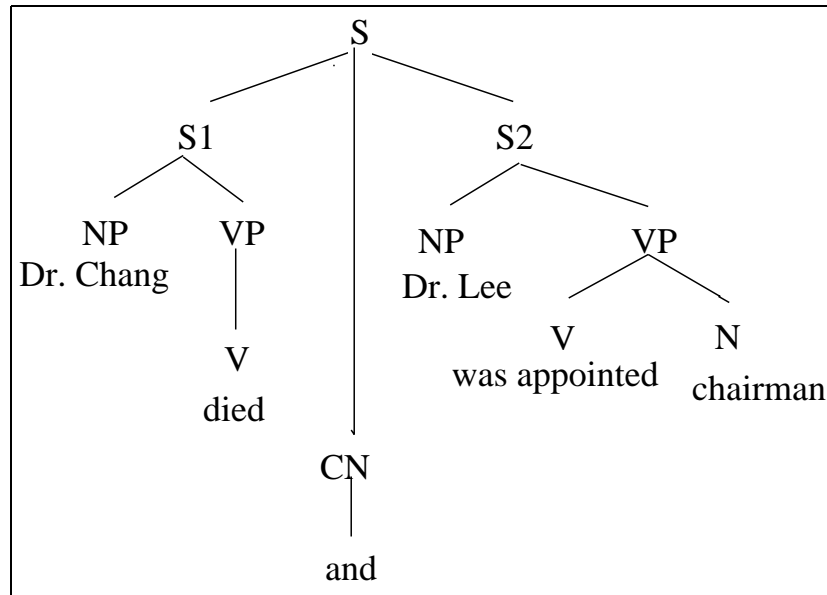 S
S1 S2
NP VP NP VP
Dr. Chang Dr. Lee
V V N
was appointed chairman
died
CN
and